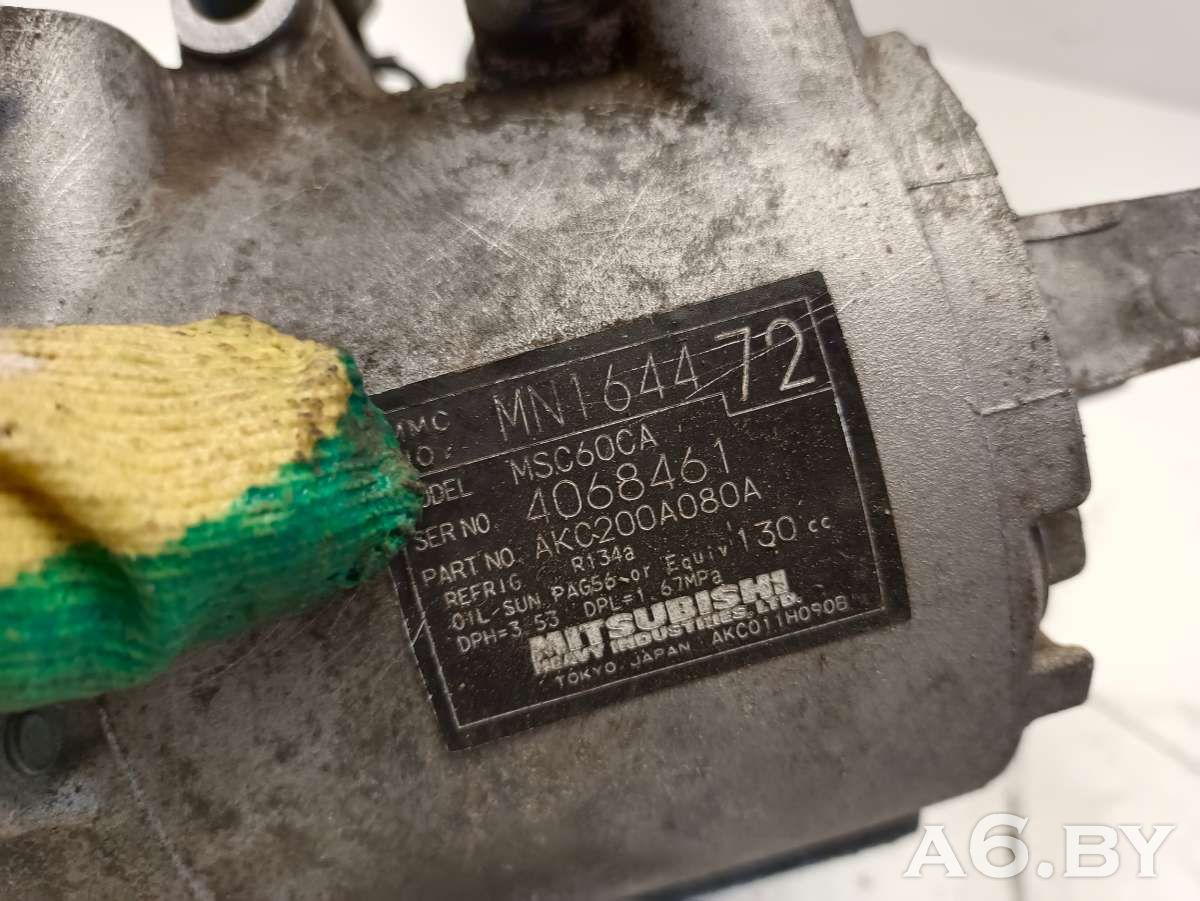 MMC
NO. MN164472
MODEL MSC60CA
SER NO. 4068461
PART NO. AKC200A080A
REFRIG R134a
OIL/SUN PAG56 or Equiv 130cc
DPH=3.53 DPL=1.67MPa
MITSUBISHI
HEAVY INDUSTRIES, LTD.
TOKYO JAPAN AKC011H090B
A6.BY